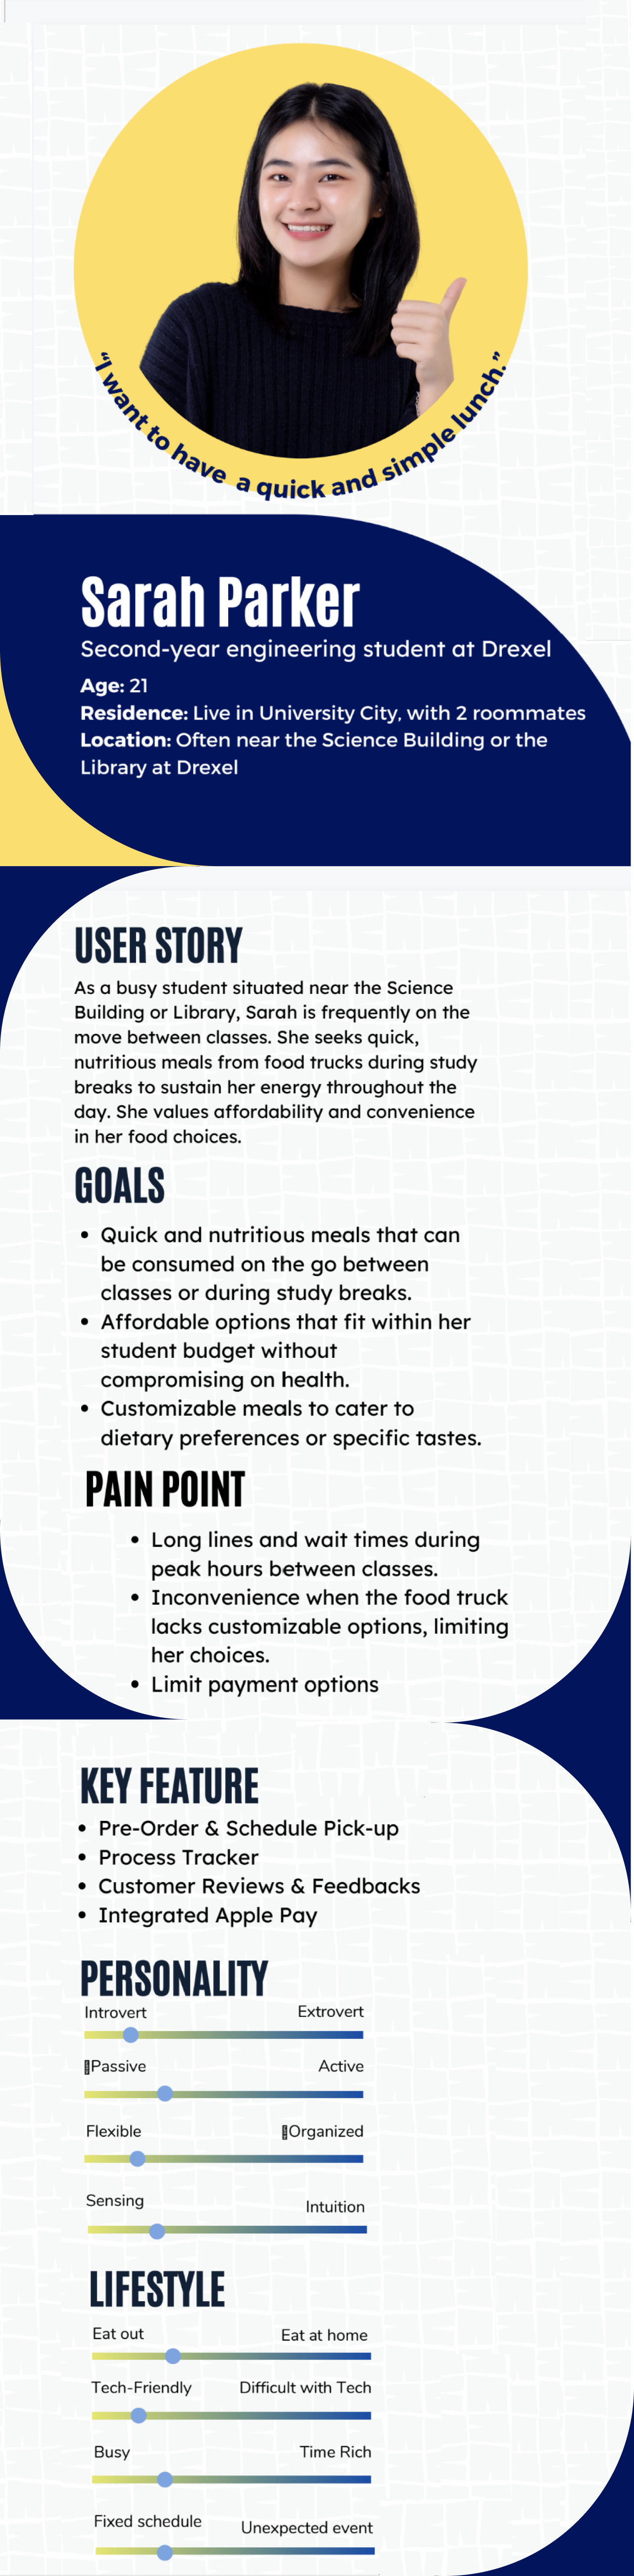 “I want to have a quick and simple lunch.”
Sarah Parker
Second-year engineering student at Drexel
Age: 21
Residence: Live in University City, with 2 roommates
Location: Often near the Science Building or the
Library at Drexel
USER STORY
As a busy student situated near the Science
Building or Library, Sarah is frequently on the
move between classes. She seeks quick,
nutritious meals from food trucks during study
breaks to sustain her energy throughout the
day. She values affordability and convenience
in her food choices.
GOALS
• Quick and nutritious meals that can
be consumed on the go between
classes or during study breaks.
• Affordable options that fit within her
student budget without
compromising on health.
• Customizable meals to cater to
dietary preferences or specific tastes.
PAIN POINT
• Long lines and wait times during
peak hours between classes.
• Inconvenience when the food truck
lacks customizable options, limiting
her choices.
• Limit payment options
KEY FEATURE
• Pre-Order & Schedule Pick-up
• Process Tracker
• Customer Reviews & Feedbacks
• Integrated Apple Pay
PERSONALITY
Introvert Extrovert
Passive Active
Flexible Organized
Sensing Intuition
LIFESTYLE
Eat out Eat at home
Tech-Friendly Difficult with Tech
Busy Time Rich
Fixed schedule Unexpected event